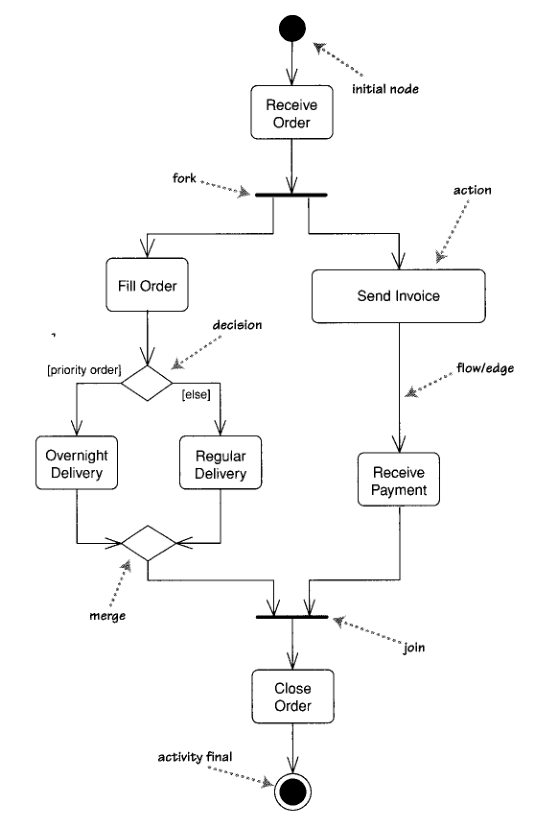 initial node
Receive
Order
fork
action
Fill Order
Send Invoice
decision
[priority order]
[else]
flow/edge
Overnight
Delivery
Regular
Delivery
Receive
Payment
merge
join
Close
Order
activity final